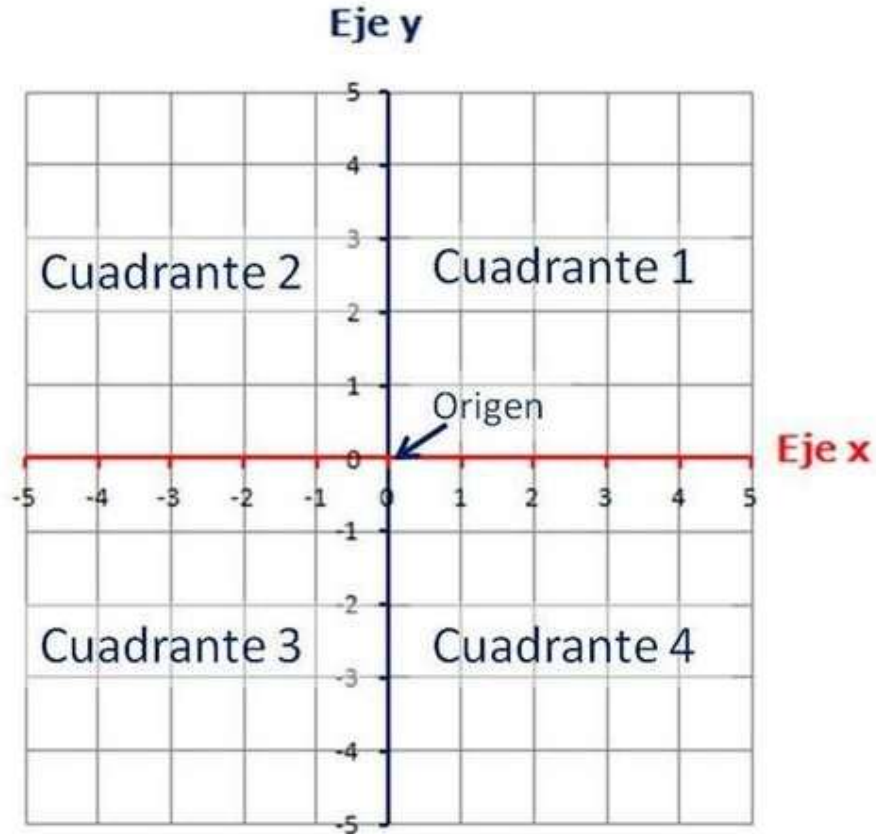 Eje y
5
4
3
Cuadrante 2 Cuadrante 1
2
1
Origen
0 Eje x
-5 -4 -3 -2 -1 0 1 2 3 4 5
-1
-2
Cuadrante 3 Cuadrante 4
-3
-4
-5